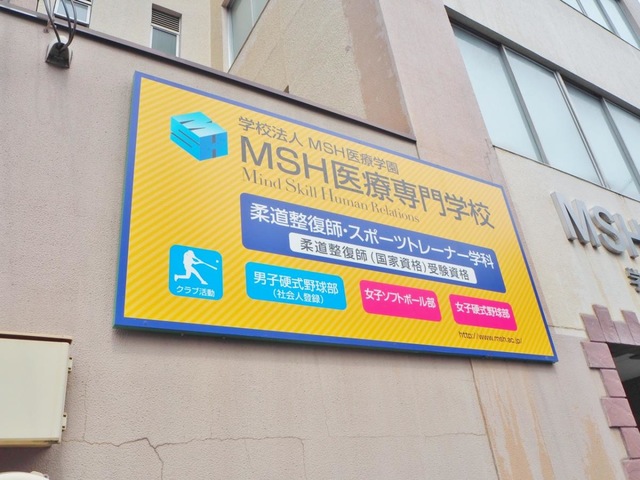 学校法人 MSH医療学園
MSH医療専門学校
Mind Skill Human Relations
柔道整復師・スポーツトレーナー学科
柔道整復師(国家資格)受験資格
クラブ活動
男子硬式野球部
(社会人登録)
女子ソフトボール部
女子硬式野球部
http://www.msh.ac.jp/
MSH